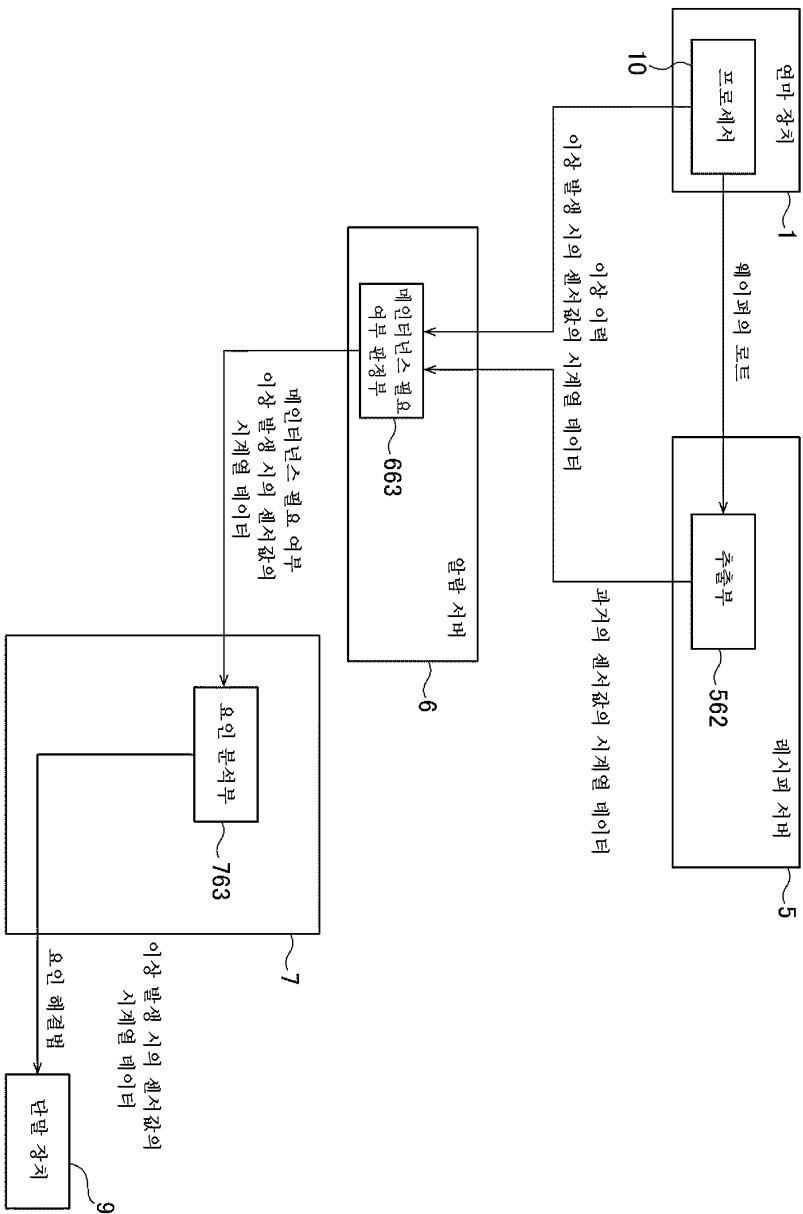 연마 장치
프로세서
10
1
웨이퍼의 로트
레시피 서버
추출부
562
5
이상 이력
이상 발생 시의 센서값의 시계열 데이터
과거의 센서값의 시계열 데이터
알람 서버
메인터넌스 필요
여부 판정부
663
6
메인터넌스 필요 여부
이상 발생 시의 센서값의
시계열 데이터
요인 분석부
763
7
이상 발생 시의 센서값의
시계열 데이터
요인 해결법
단말 장치
9